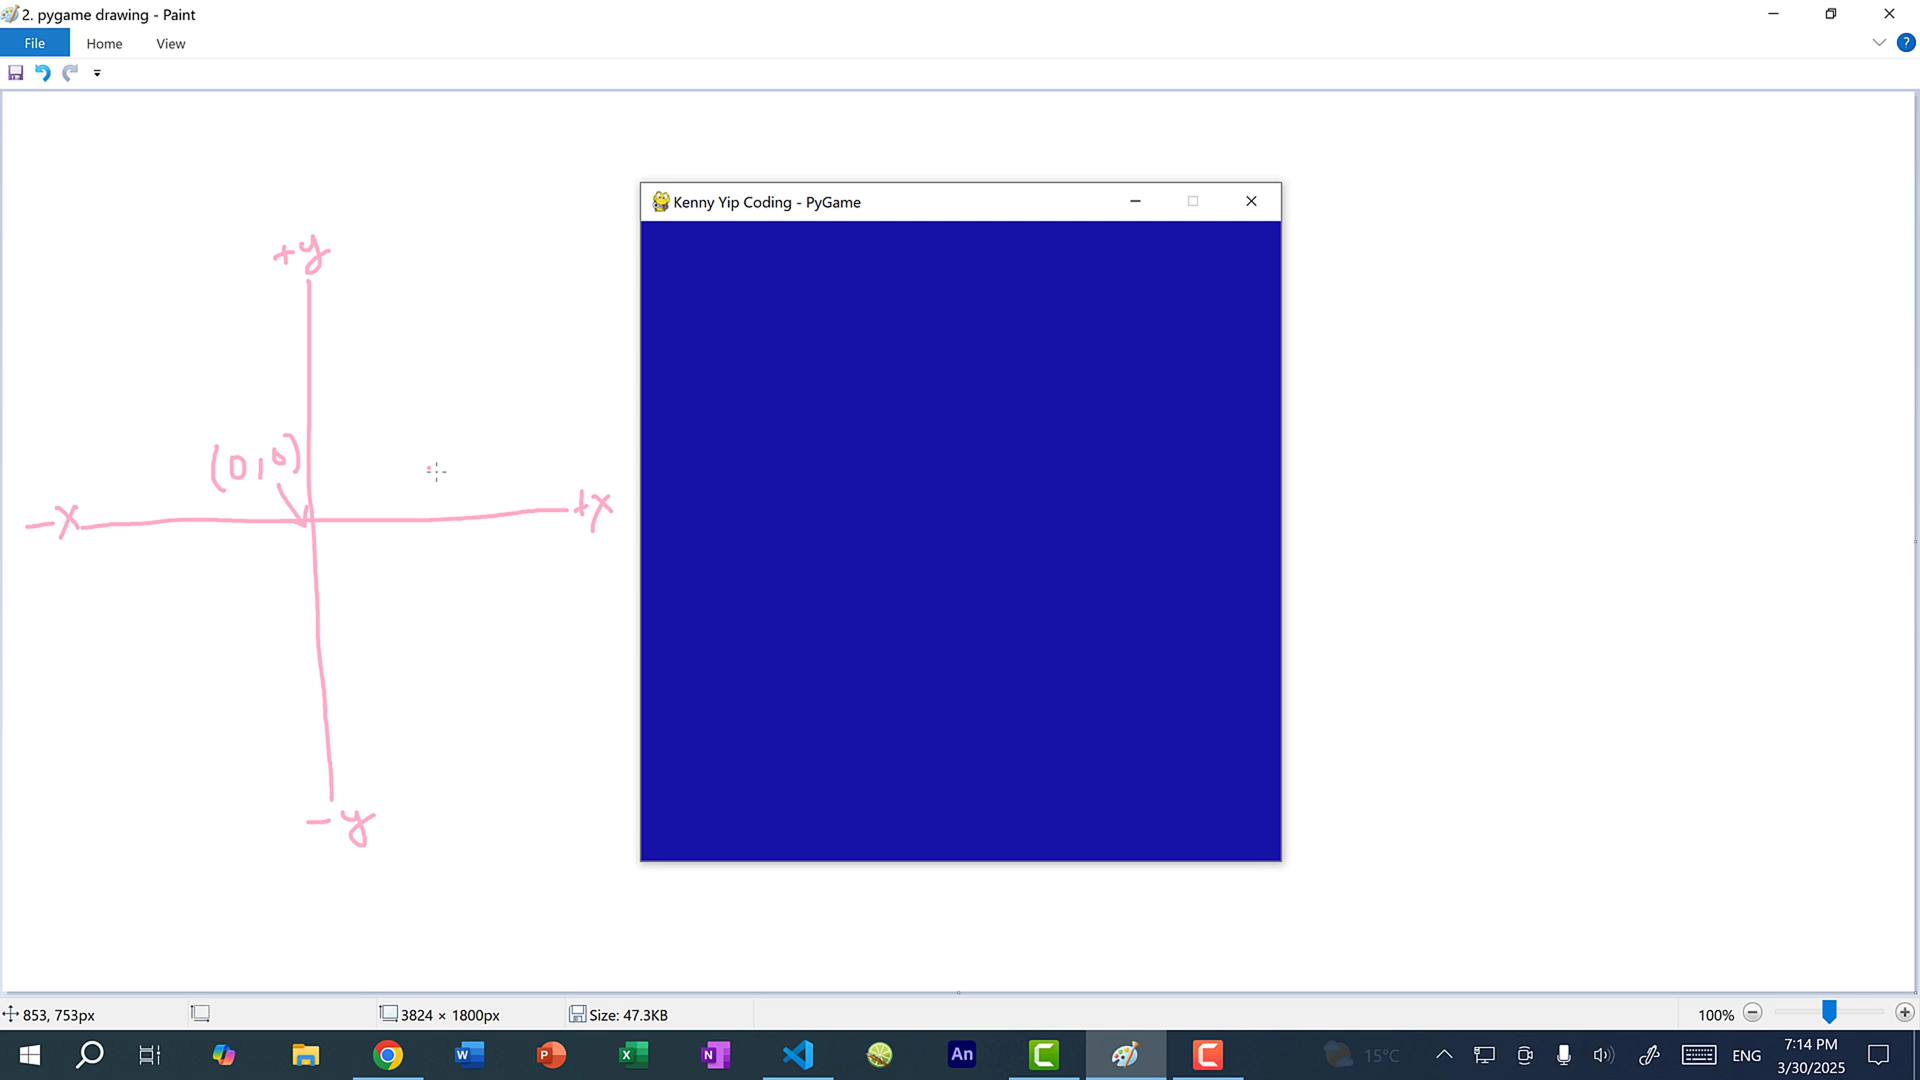 2. pygame drawing - Paint
File Home View
Kenny Yip Coding - PyGame
+y
(0,0)
-x +x
-y
853, 753px 3824 × 1800px Size: 47.3KB 100%
An 15°C ENG 7:14 PM
3/30/2025